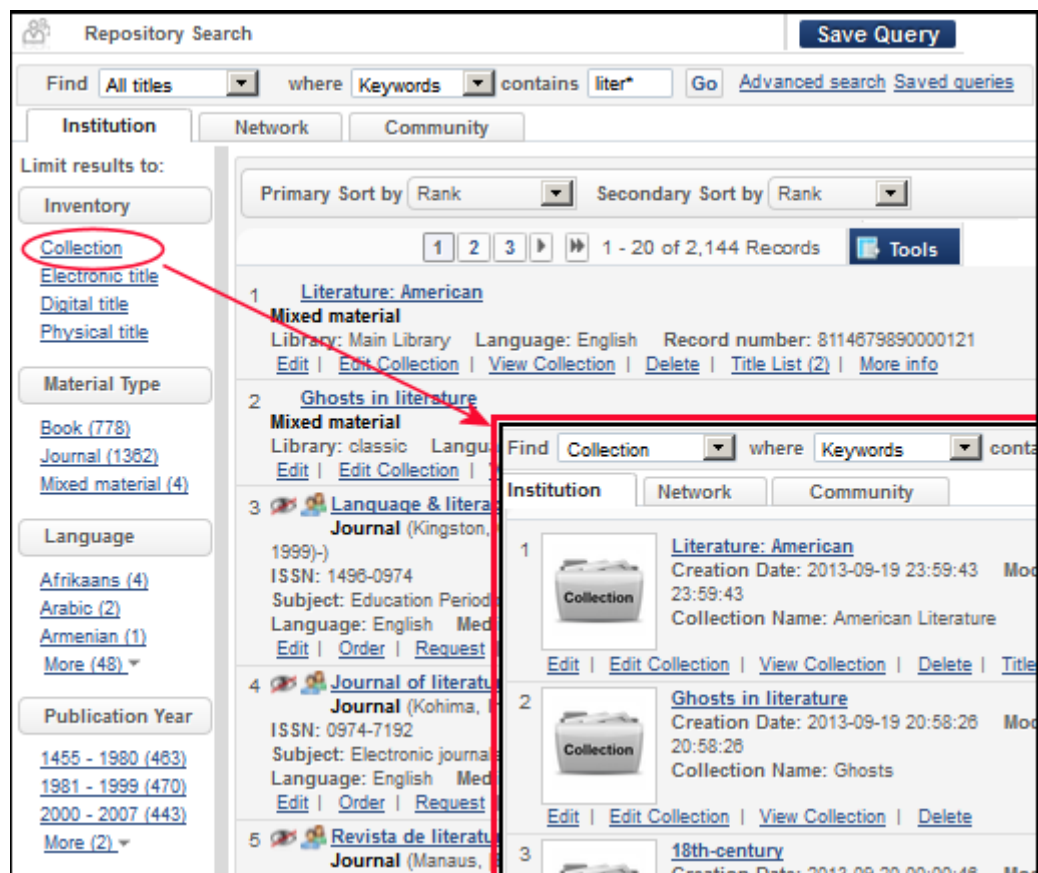 Repository Search
Save Query
Find All titles where Keywords contains liter* Go Advanced search Saved queries
Institution Network Community
Limit results to:
Inventory
Collection
Electronic title
Digital title
Physical title
Material Type
Book (778)
Journal (1362)
Mixed material (4)
Language
Afrikaans (4)
Arabic (2)
Armenian (1)
More (48)
Publication Year
1455 - 1980 (463)
1981 - 1999 (470)
2000 - 2007 (443)
More (2)
Primary Sort by Rank Secondary Sort by Rank
1 2 3 1 - 20 of 2,144 Records Tools
1 Literature: American
Mixed material
Library: Main Library Language: English Record number: 8114679890000121
Edit | Edit Collection | View Collection | Delete | Title List (2) | More info
2 Ghosts in literature
Mixed material
Library: classic
Edit | Edit Collection |
3 Language &
Journal (Kingston,
1999)-)
ISSN: 1496-0974
Subject: Education
Language: English
Edit | Order | Request
4 Journal of
Journal (Kohima,
ISSN: 0974-7192
Subject: Electronic
Language: English
Edit | Order | Request
5 Revista de
Journal (Manaus,
Find Collection where Keywords
Institution Network Community
1 Collection Literature: American
Creation Date: 2013-09-19 23:59:43
23:59:43
Collection Name: American Literature
Edit | Edit Collection | View Collection | Delete | Title
2 Collection Ghosts in literature
Creation Date: 2013-09-19 20:58:26
20:58:26
Collection Name: Ghosts
Edit | Edit Collection | View Collection | Delete
3 18th-century